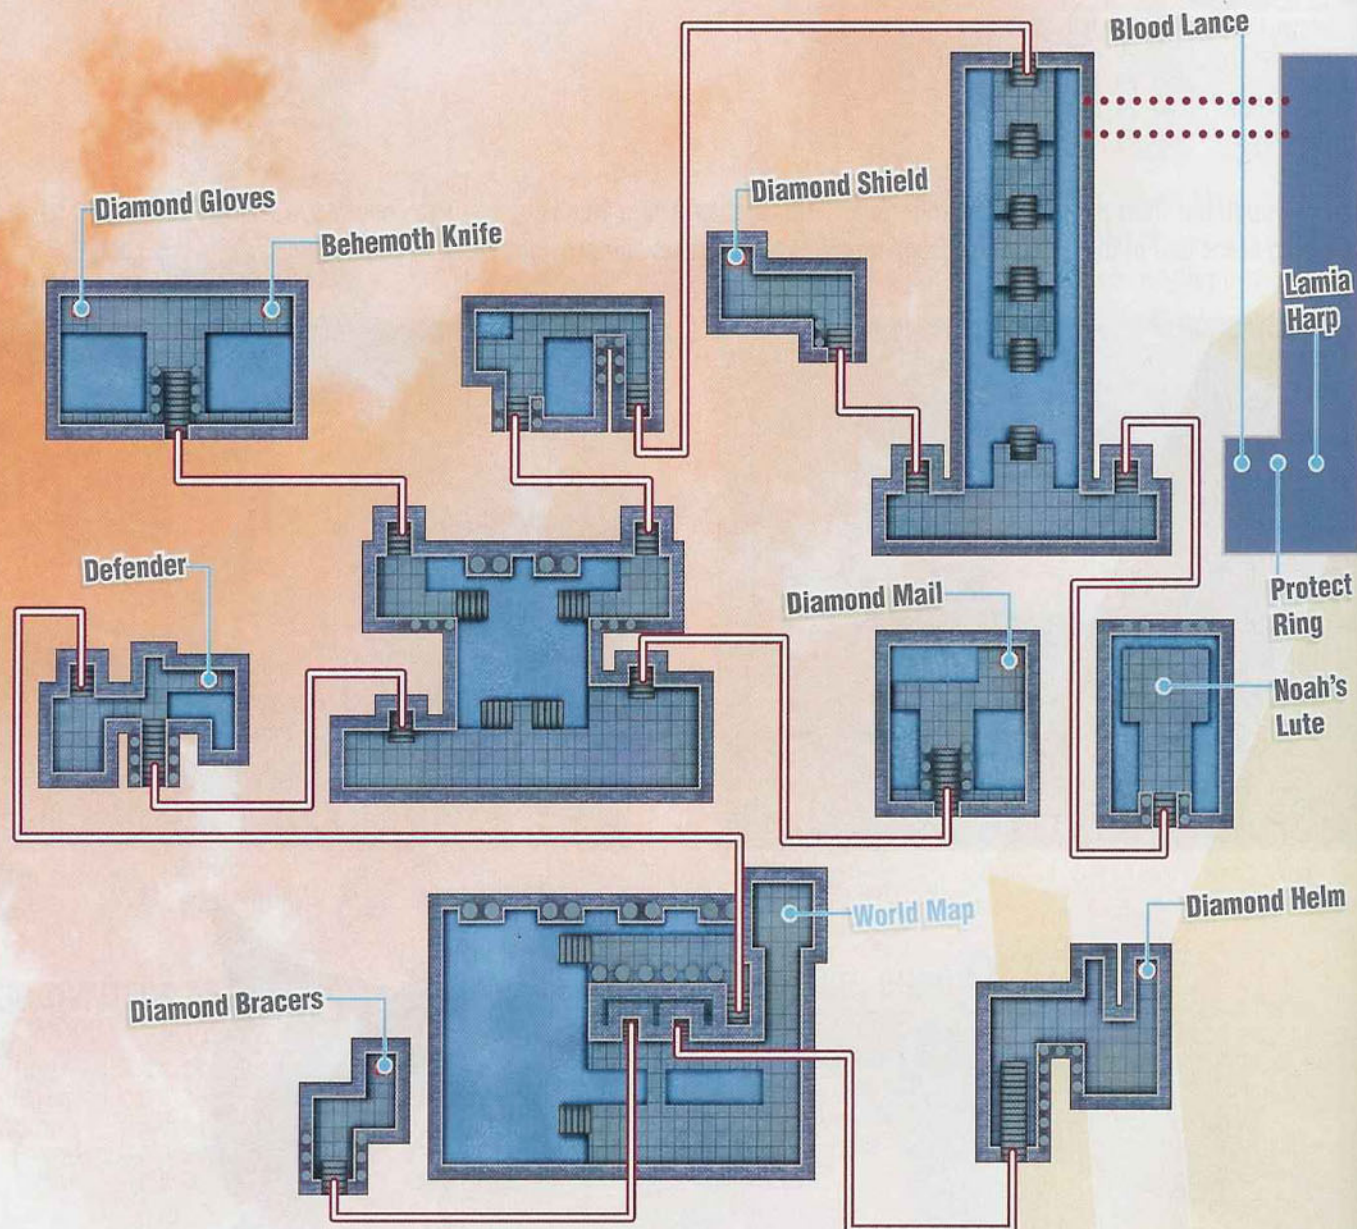 Blood Lance
Diamond Shield
Diamond Gloves
Behemoth Knife
Lamia
Harp
Defender
Diamond Mail
Protect
Ring
Noah's
Lute
World Map
Diamond Helm
Diamond Bracers